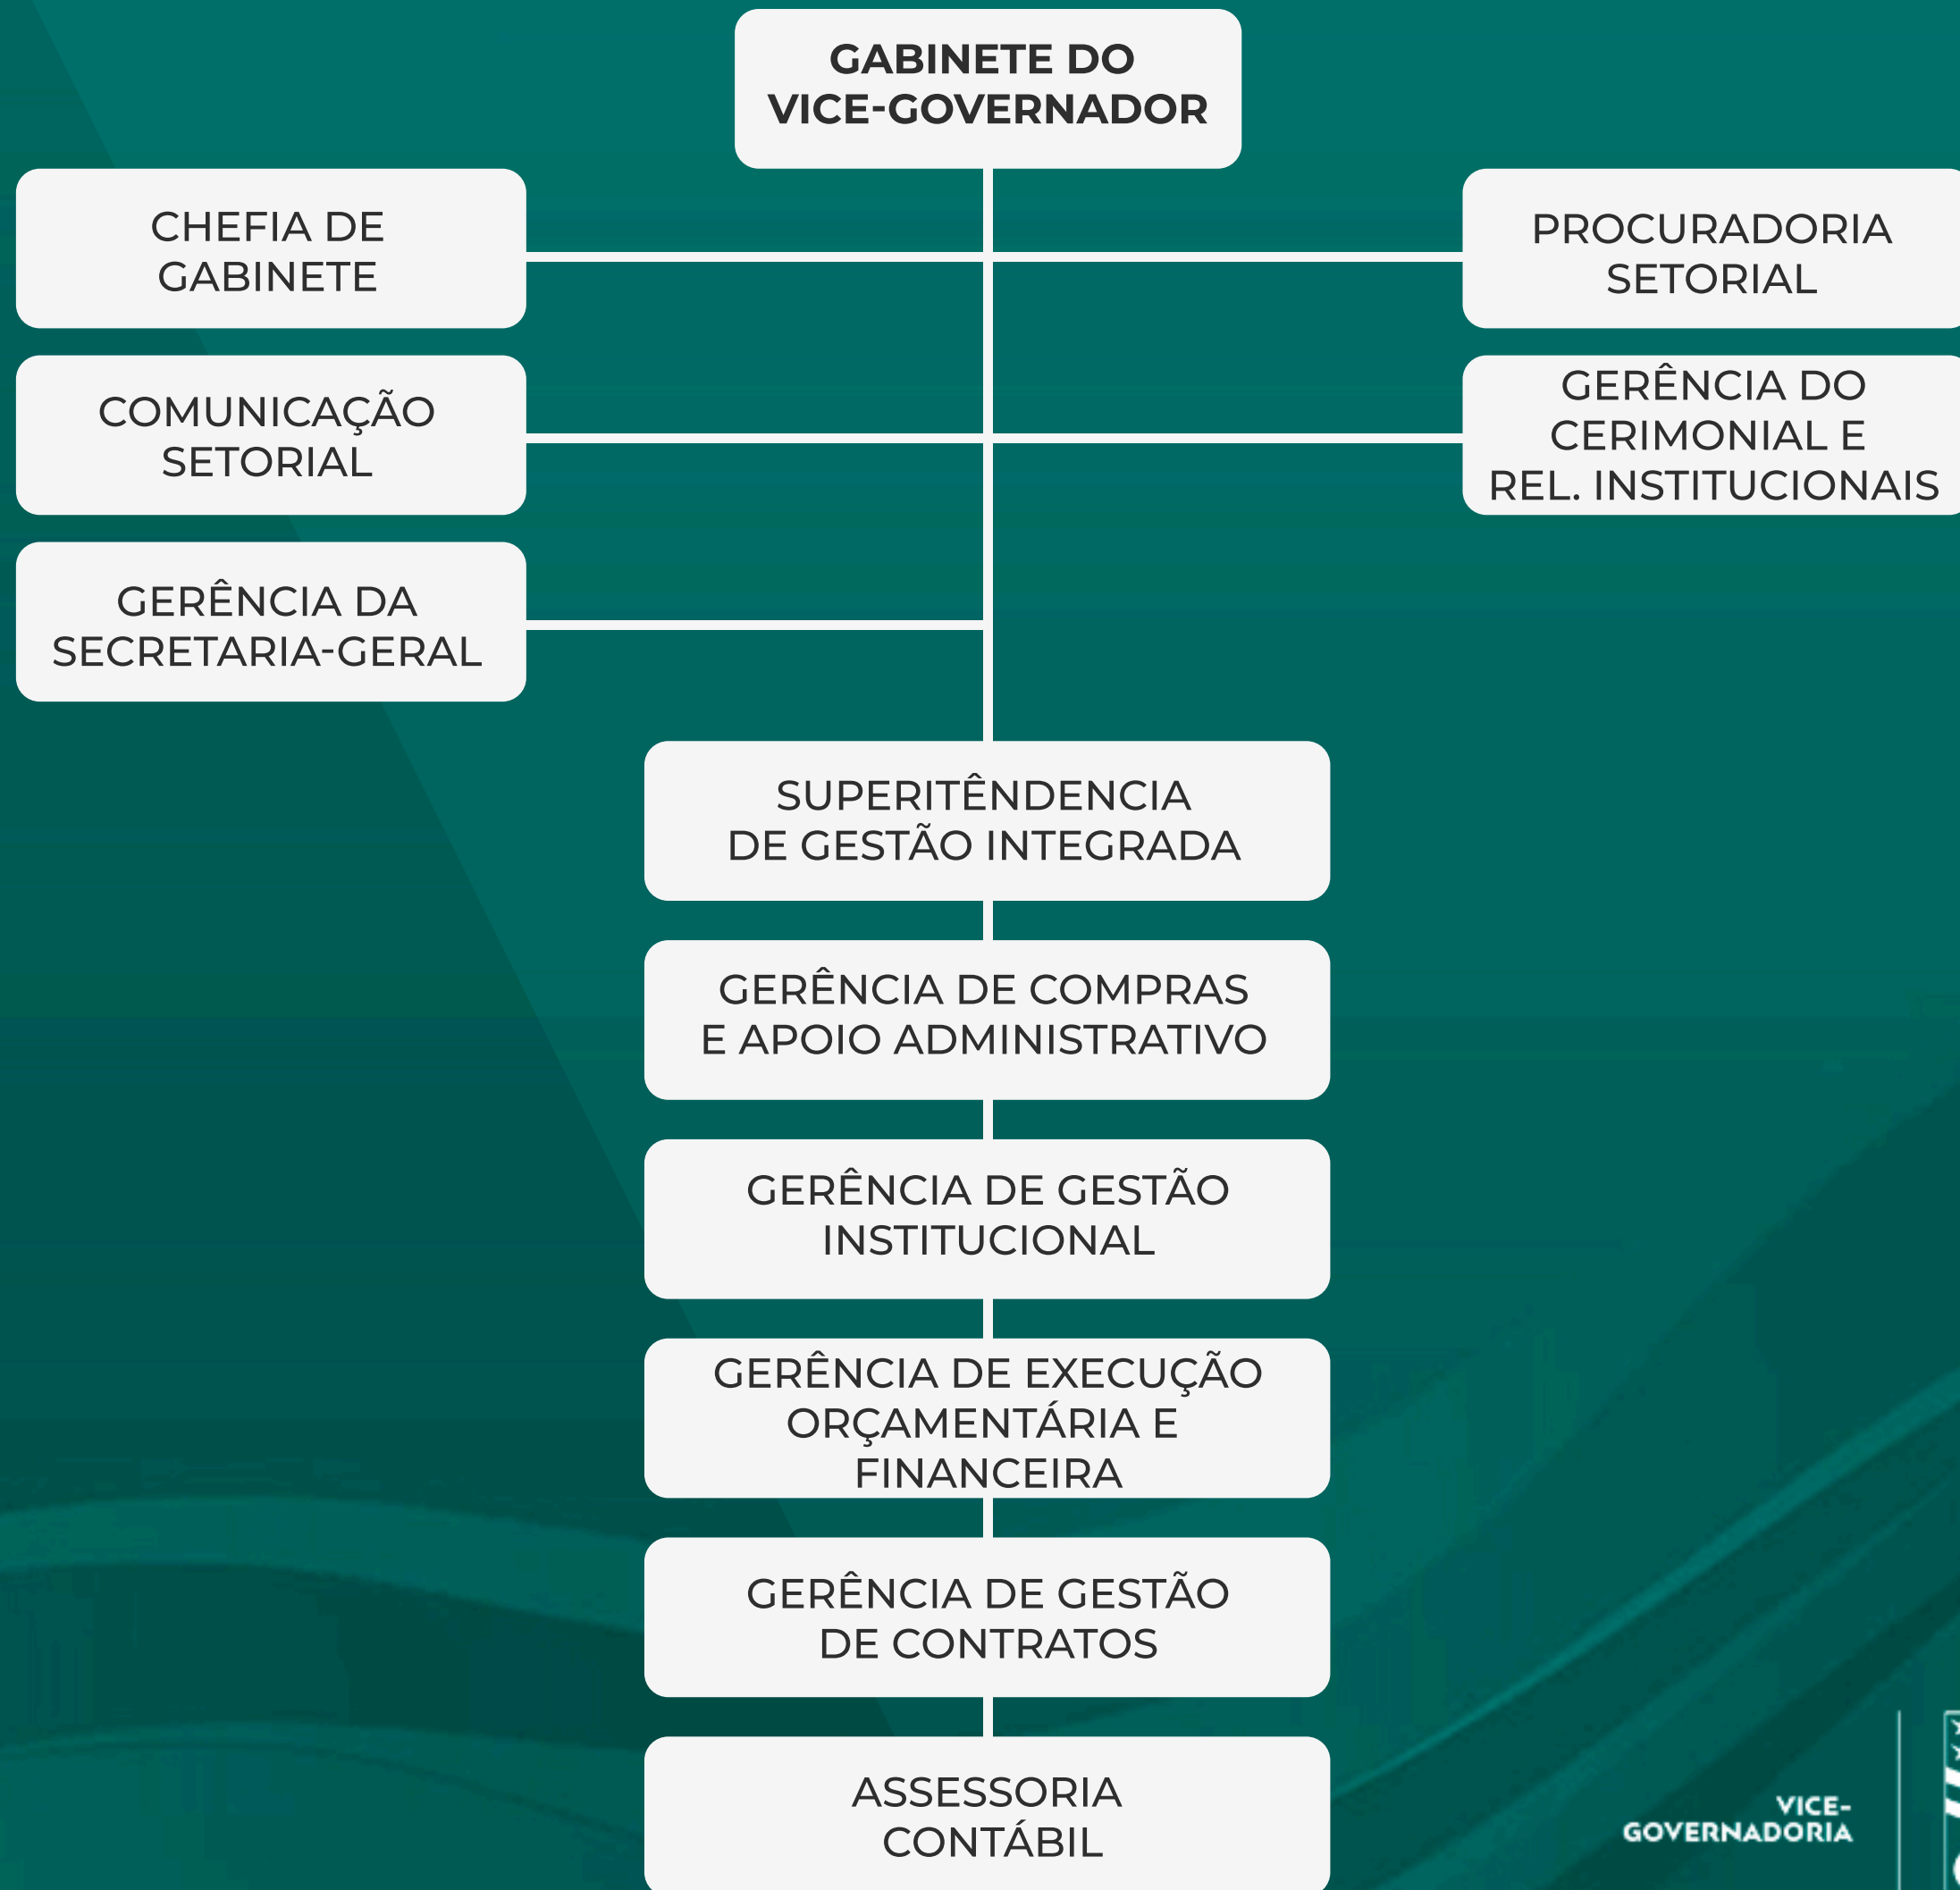 GABINETE DO
VICE-GOVERNADOR
CHEFIA DE
GABINETE
PROCURADORIA
SETORIAL
COMUNICAÇÃO
SETORIAL
GERÊNCIA DO
CERIMONIAL E
REL. INSTITUCIONAIS
GERÊNCIA DA
SECRETARIA-GERAL
SUPERITÊNDENCIA
DE GESTÃO INTEGRADA
GERÊNCIA DE COMPRAS
E APOIO ADMINISTRATIVO
GERÊNCIA DE GESTÃO
INSTITUCIONAL
GERÊNCIA DE EXECUÇÃO
ORÇAMENTÁRIA E
FINANCEIRA
GERÊNCIA DE GESTÃO
DE CONTRATOS
ASSESSORIA
CONTÁBIL
VICE-
GOVERNADORIA